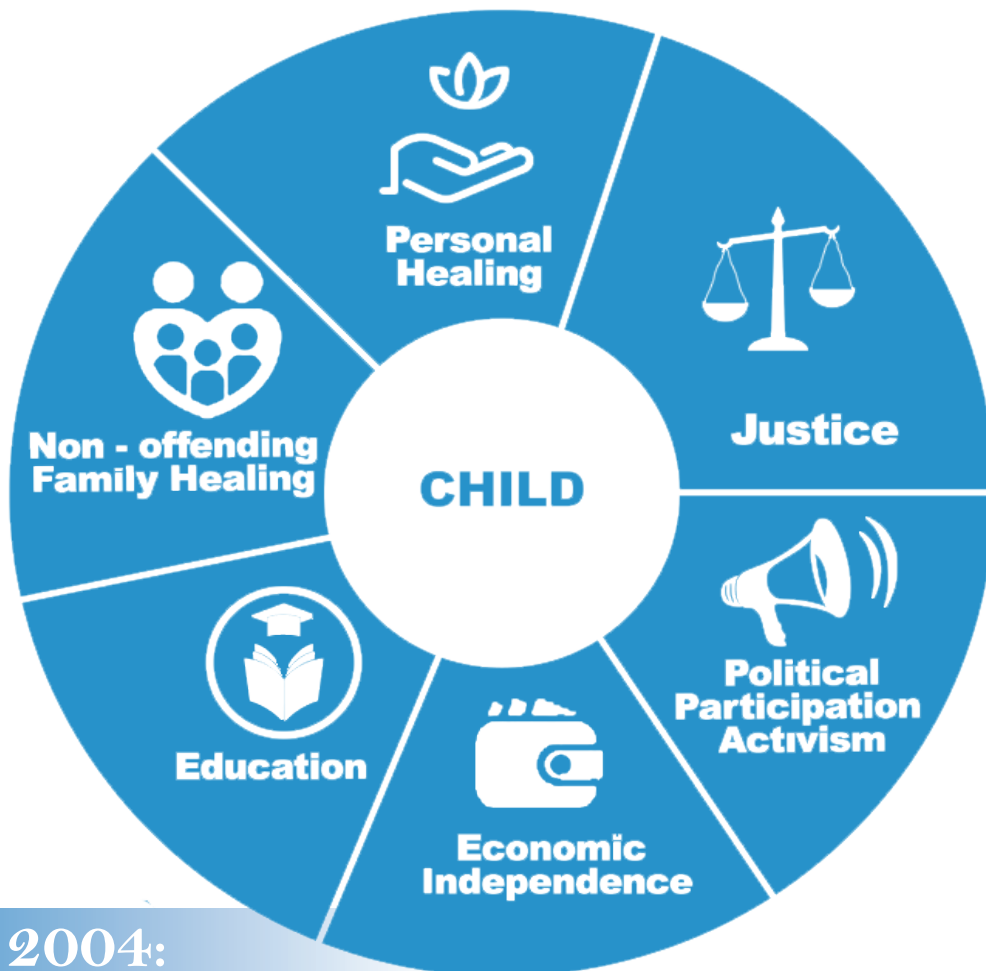 Personal
Healing
Justice
Non - offending
Family Healing
CHILD
Political
Participation
Activism
Education
Economic
Independence
2004: